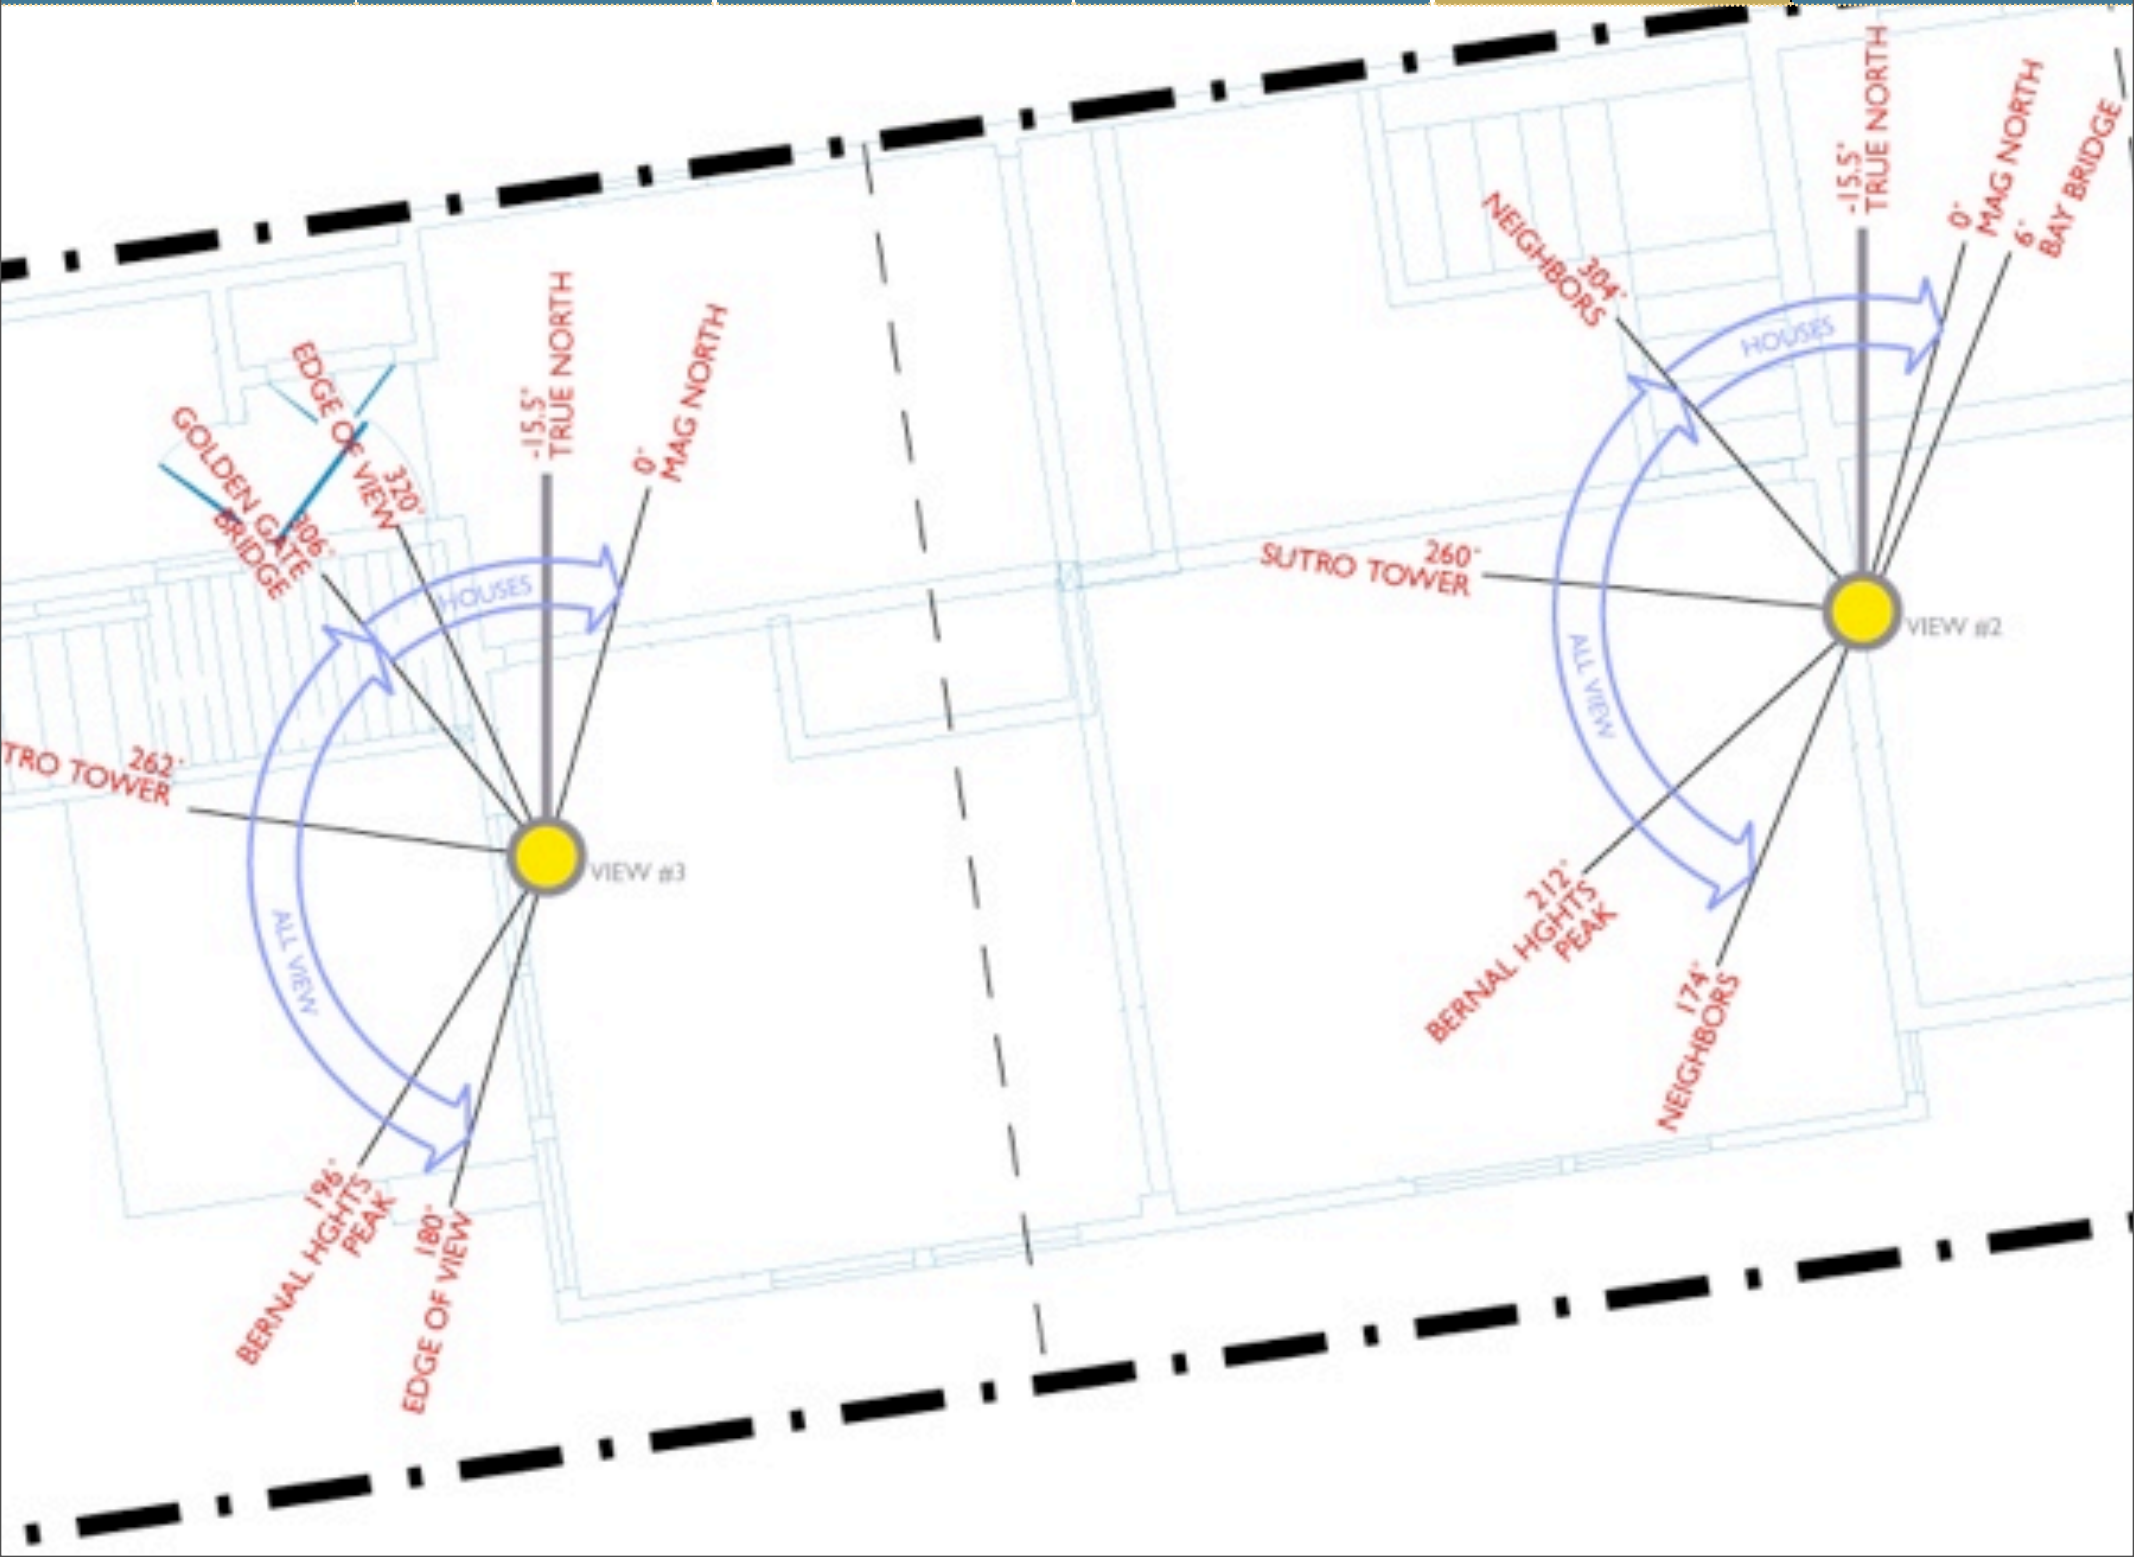 -15.5°
TRUE NORTH
0°
MAG NORTH
6°
BAY BRIDGE
304°
NEIGHBORS
HOUSES
260°
SUTRO TOWER
ALL VIEW
VIEW #2
212°
BERNAL HGHTS
PEAK
174°
NEIGHBORS
-15.5°
TRUE NORTH
0°
MAG NORTH
320°
EDGE OF VIEW
306°
GOLDEN GATE
BRIDGE
HOUSES
262°
TRO TOWER
ALL VIEW
VIEW #3
196°
BERNAL HGHTS
PEAK
180°
EDGE OF VIEW